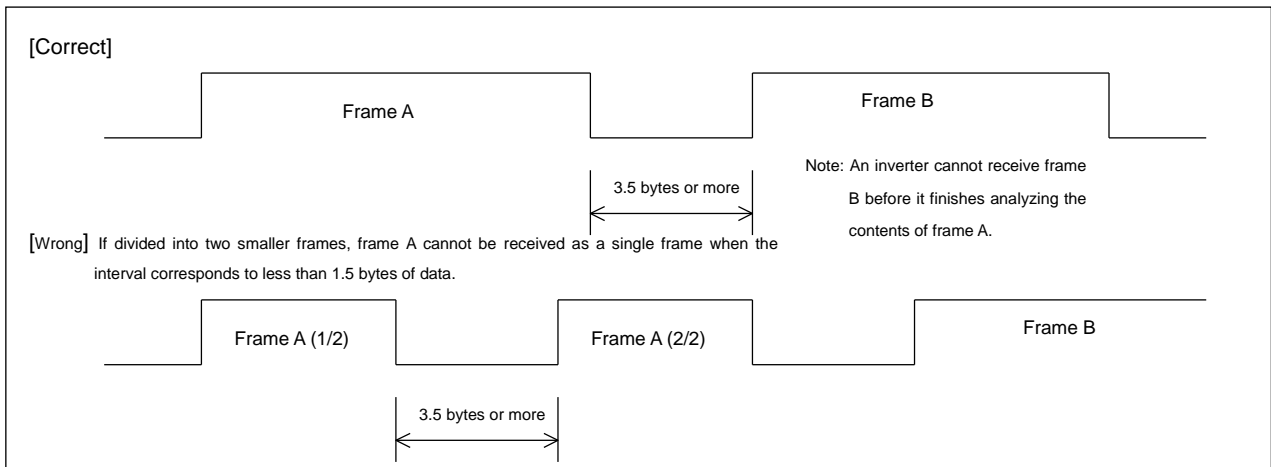 [Correct]
Frame A
Frame B
3.5 bytes or more
Note: An inverter cannot receive frame
B before it finishes analyzing the
contents of frame A.
[Wrong] If divided into two smaller frames, frame A cannot be received as a single frame when the
interval corresponds to less than 1.5 bytes of data.
Frame A (1/2)
Frame A (2/2)
Frame B
3.5 bytes or more